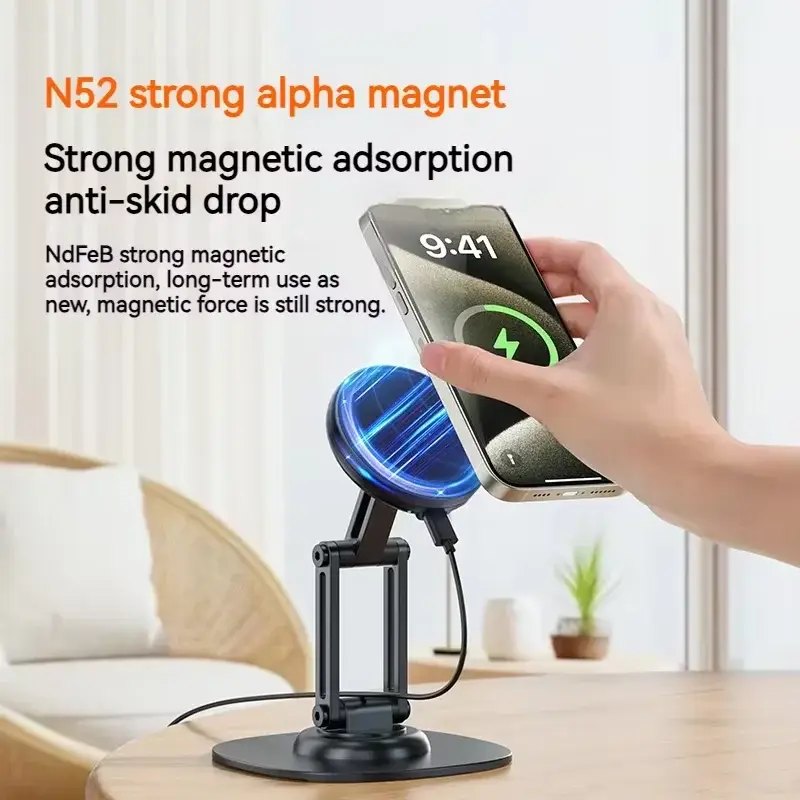 N52 strong alpha magnet
Strong magnetic adsorption
anti-skid drop
NdFeB strong magnetic
adsorption, long-term use as
new, magnetic force is still strong.
9:41